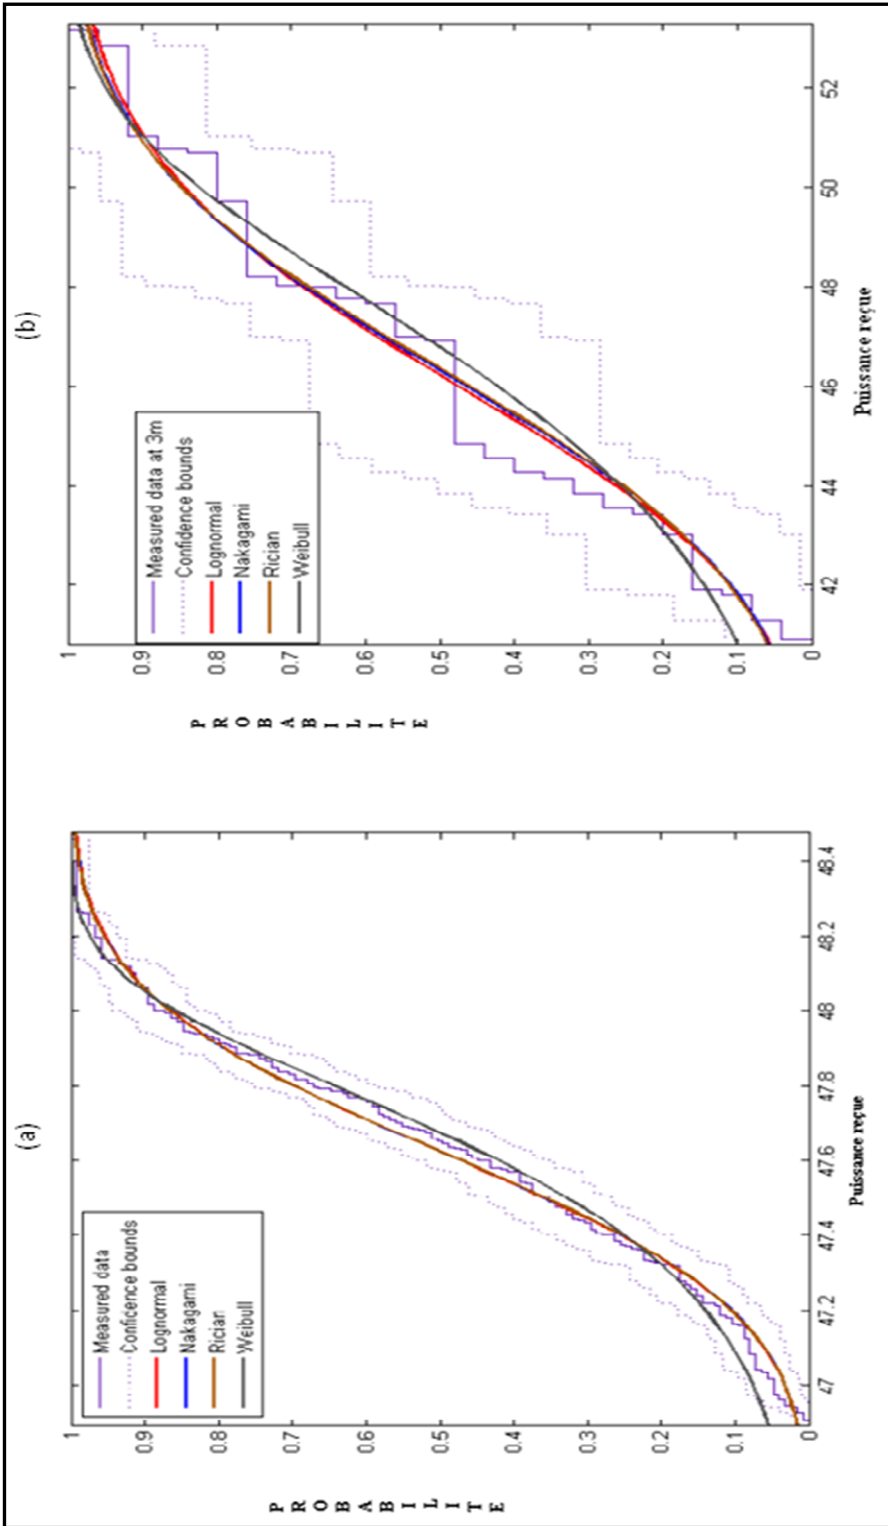 (a)
1
0.9
0.8
0.7
0.6
0.5
0.4
0.3
0.2
0.1
0
Measured data
Confidence bounds
Lognormal
Nakagami
Rician
Weibull
47
47.2
47.4
47.6
47.8
48
48.2
48.4
PROBABILITE
Puissance reçue
(b)
1
0.9
0.8
0.7
0.6
0.5
0.4
0.3
0.2
0.1
0
Measured data at 3m
Confidence bounds
Lognormal
Nakagami
Rician
Weibull
42
44
46
48
50
52
PROBABILITE
Puissance reçue